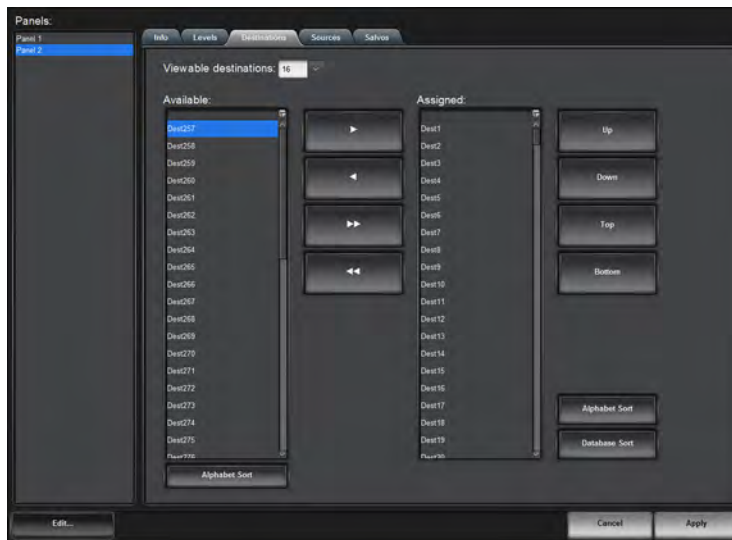 Panels:
Panel 1
Panel 2
Info
Levels
Destinations
Sources
Salvos
Viewable destinations: 16
Available:
Dest257
Dest258
Dest259
Dest260
Dest261
Dest262
Dest263
Dest264
Dest265
Dest266
Dest267
Dest268
Dest269
Dest270
Dest271
Dest272
Dest273
Dest274
Dest275
Dest276
Alphabet Sort
Assigned:
Dest1
Dest2
Dest3
Dest4
Dest5
Dest6
Dest7
Dest8
Dest9
Dest10
Dest11
Dest12
Dest13
Dest14
Dest15
Dest16
Dest17
Dest18
Dest19
Dest20
Up
Down
Top
Bottom
Alphabet Sort
Database Sort
Edit...
Cancel
Apply